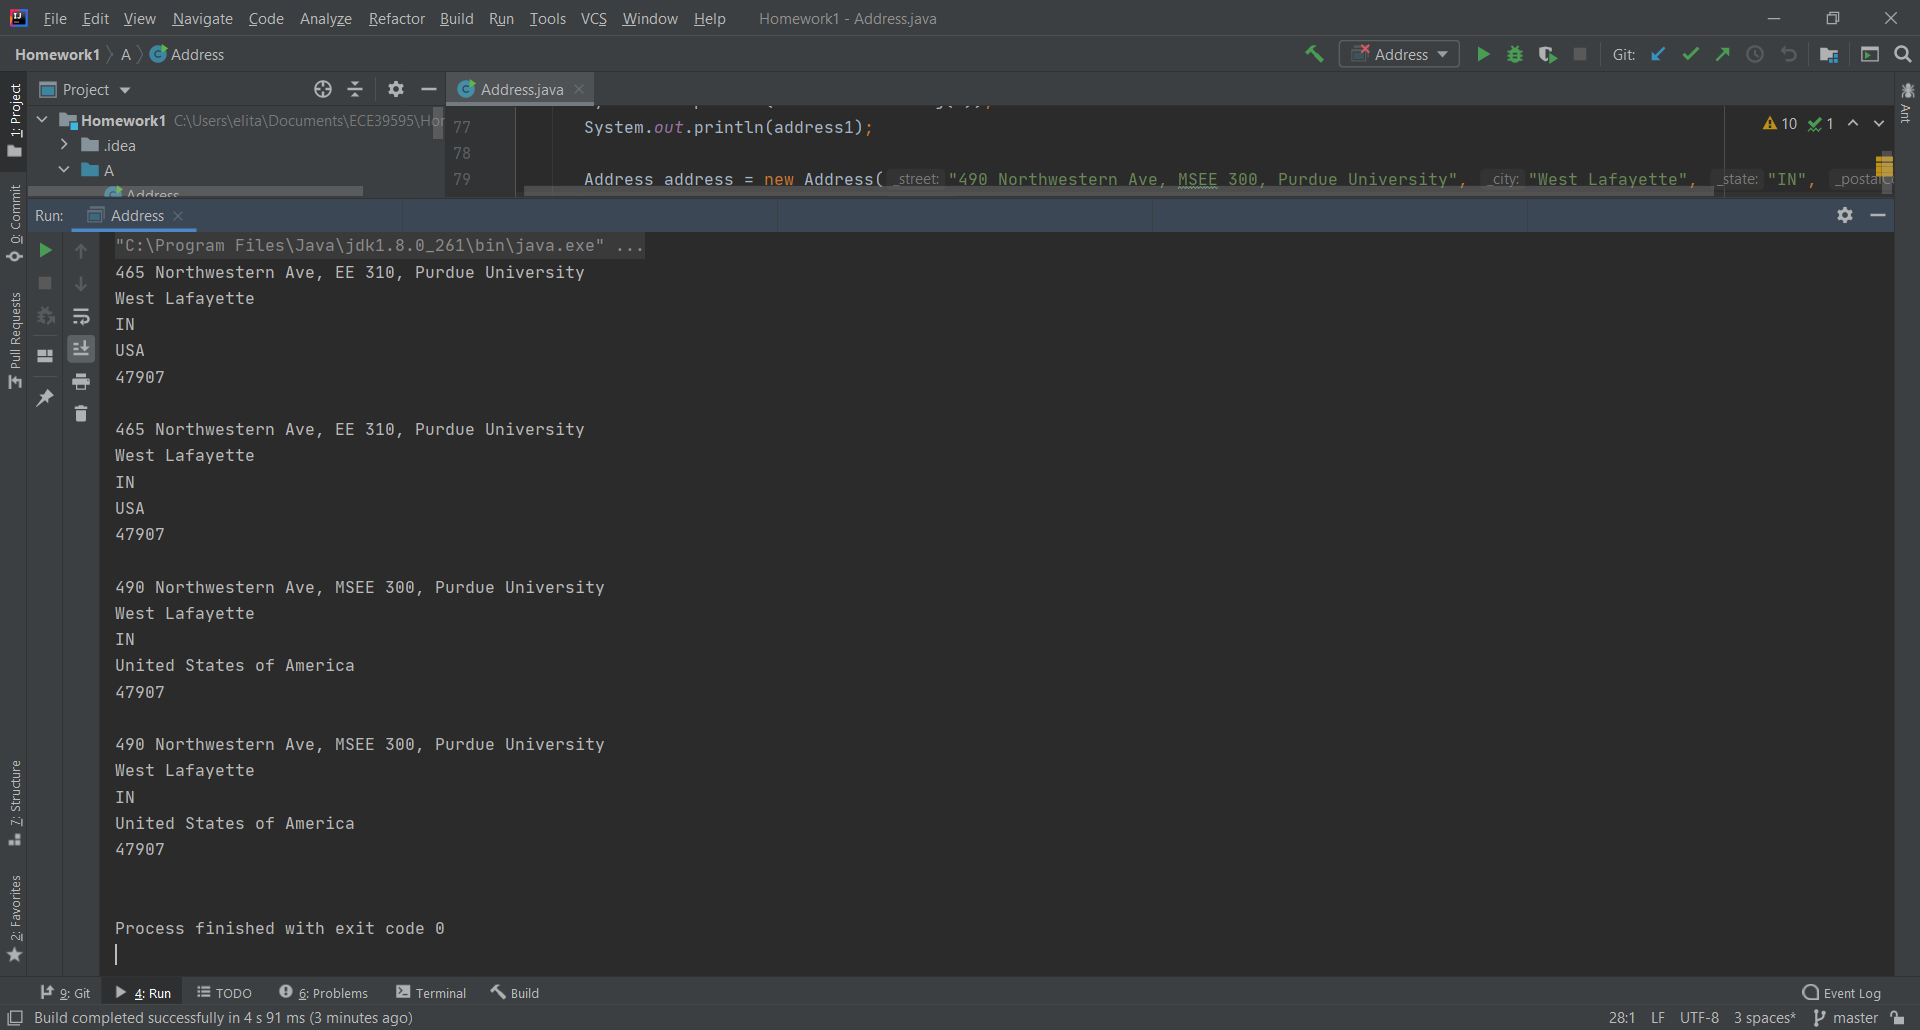 File Edit View Navigate Code Analyze Refactor Build Run Tools VCS Window Help Homework1 - Address.java
Homework1 A Address Address Git:
Project Address.java
1: Project
Homework1 C:\Users\elita\Documents\ECE39595\Hor
.idea
A
Address
77 System.out.println(address1);
78
79 Address address = new Address( _street: "490 Northwestern Ave, MSEE 300, Purdue University", _city: "West Lafayette", _state: "IN", _postalC
10 1
Ant
0: Commit
Pull Requests
Run: Address
"C:\Program Files\Java\jdk1.8.0_261\bin\java.exe" ...
465 Northwestern Ave, EE 310, Purdue University
West Lafayette
IN
USA
47907
465 Northwestern Ave, EE 310, Purdue University
West Lafayette
IN
USA
47907
490 Northwestern Ave, MSEE 300, Purdue University
West Lafayette
IN
United States of America
47907
490 Northwestern Ave, MSEE 300, Purdue University
West Lafayette
IN
United States of America
47907
Process finished with exit code 0
7: Structure
2: Favorites
9: Git 4: Run TODO 6: Problems Terminal Build Event Log
Build completed successfully in 4 s 91 ms (3 minutes ago) 28:1 LF UTF-8 3 spaces* master